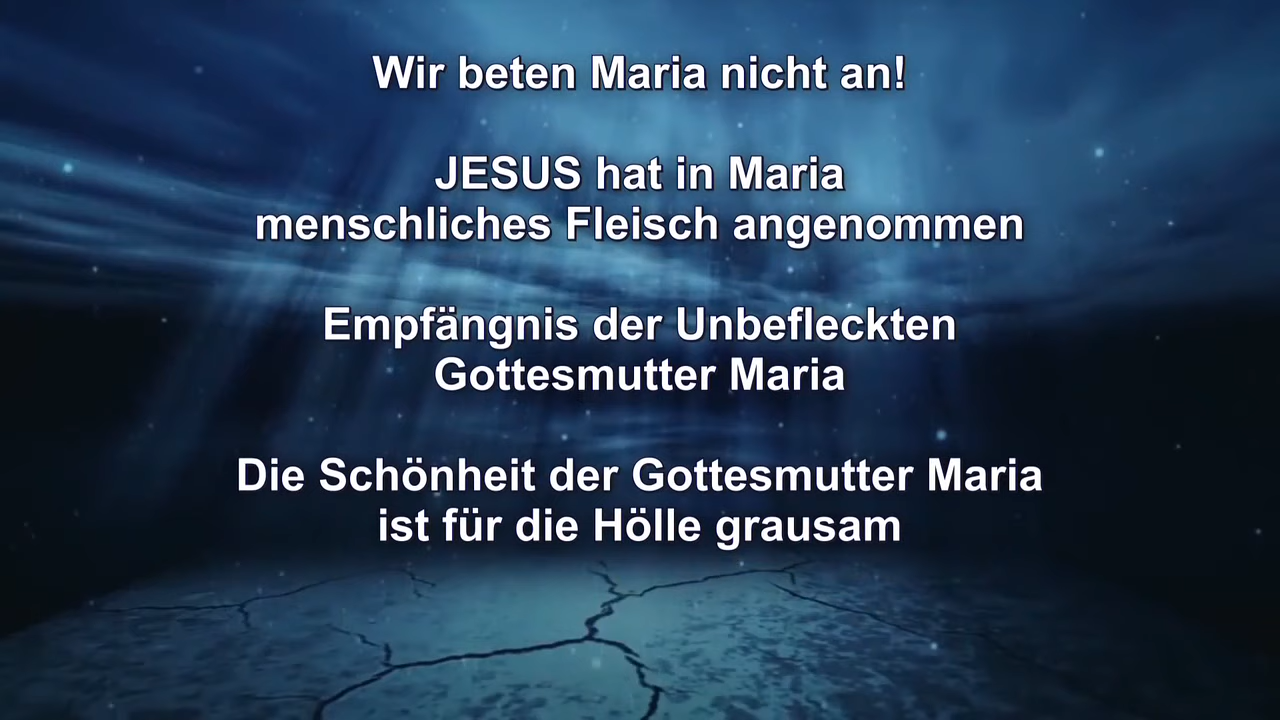 Wir beten Maria nicht an!
JESUS hat in Maria
menschliches Fleisch angenommen
Empfängnis der Unbefleckten
Gottesmutter Maria
Die Schönheit der Gottesmutter Maria
ist für die Hölle grausam